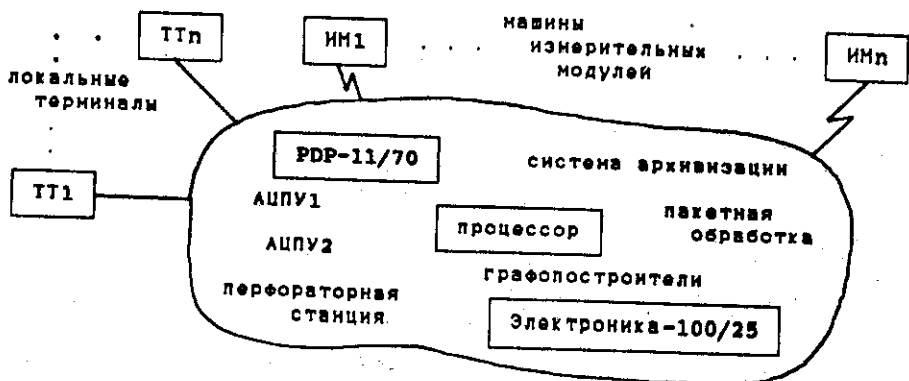 ТТn
ИМ1
машины
измерительных
модулей
ИМn
локальные
терминалы
PDP-11/70
система архивизации
ТТ1
АЦПУ1
пакетная
обработка
процессор
АЦПУ2
графопостроители
перфораторная
станция
Электроника-100/25